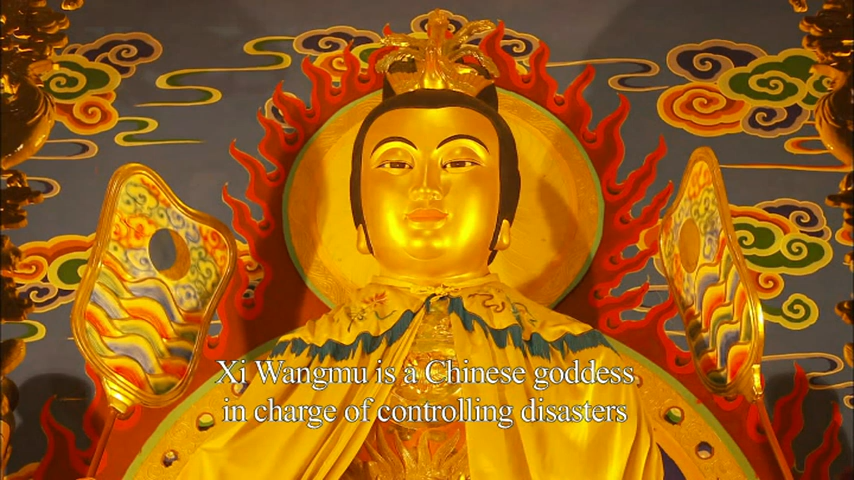 Xi Wangmu is a Chinese goddess
in charge of controlling disasters